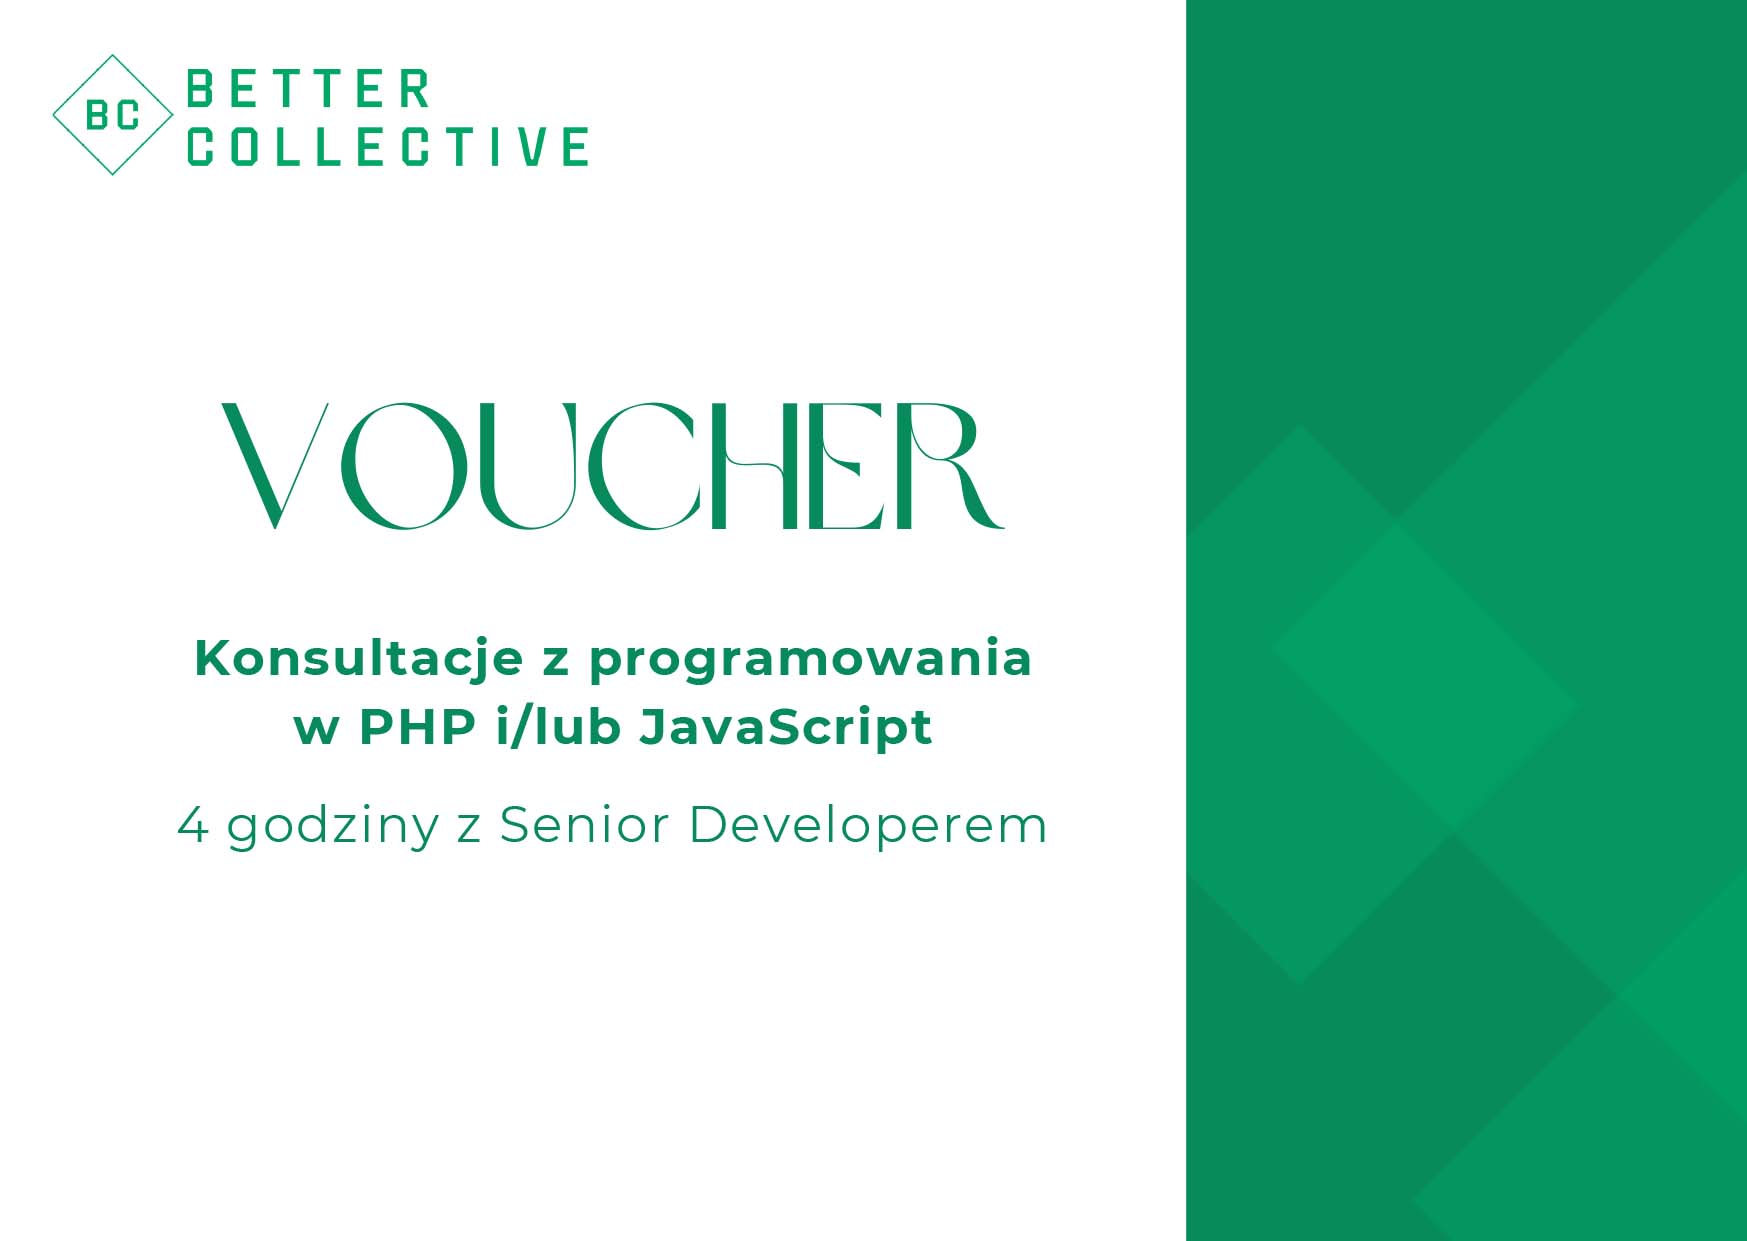 BC
BETTER
COLLECTIVE
VOUCHER
Konsultacje z programowania
w PHP i/lub JavaScript
4 godziny z Senior Developerem